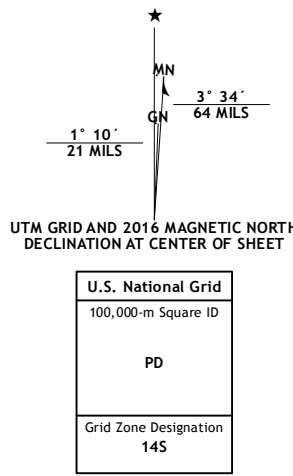 MN
3° 34´
64 MILS
GN
1° 10´
21 MILS
UTM GRID AND 2016 MAGNETIC NORTH
DECLINATION AT CENTER OF SHEET
U.S. National Grid
100,000-m Square ID
PD
Grid Zone Designation
14S